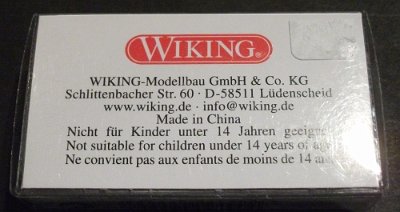 WIKING®
WIKING-Modellbau GmbH & Co. KG
Schlittenbacher Str. 60 · D-58511 Lüdenscheid
www.wiking.de · info@wiking.de
Made in China
Nicht für Kinder unter 14 Jahren
Not suitable for children under 14 years of
Ne convient pas aux enfants de moins de 14